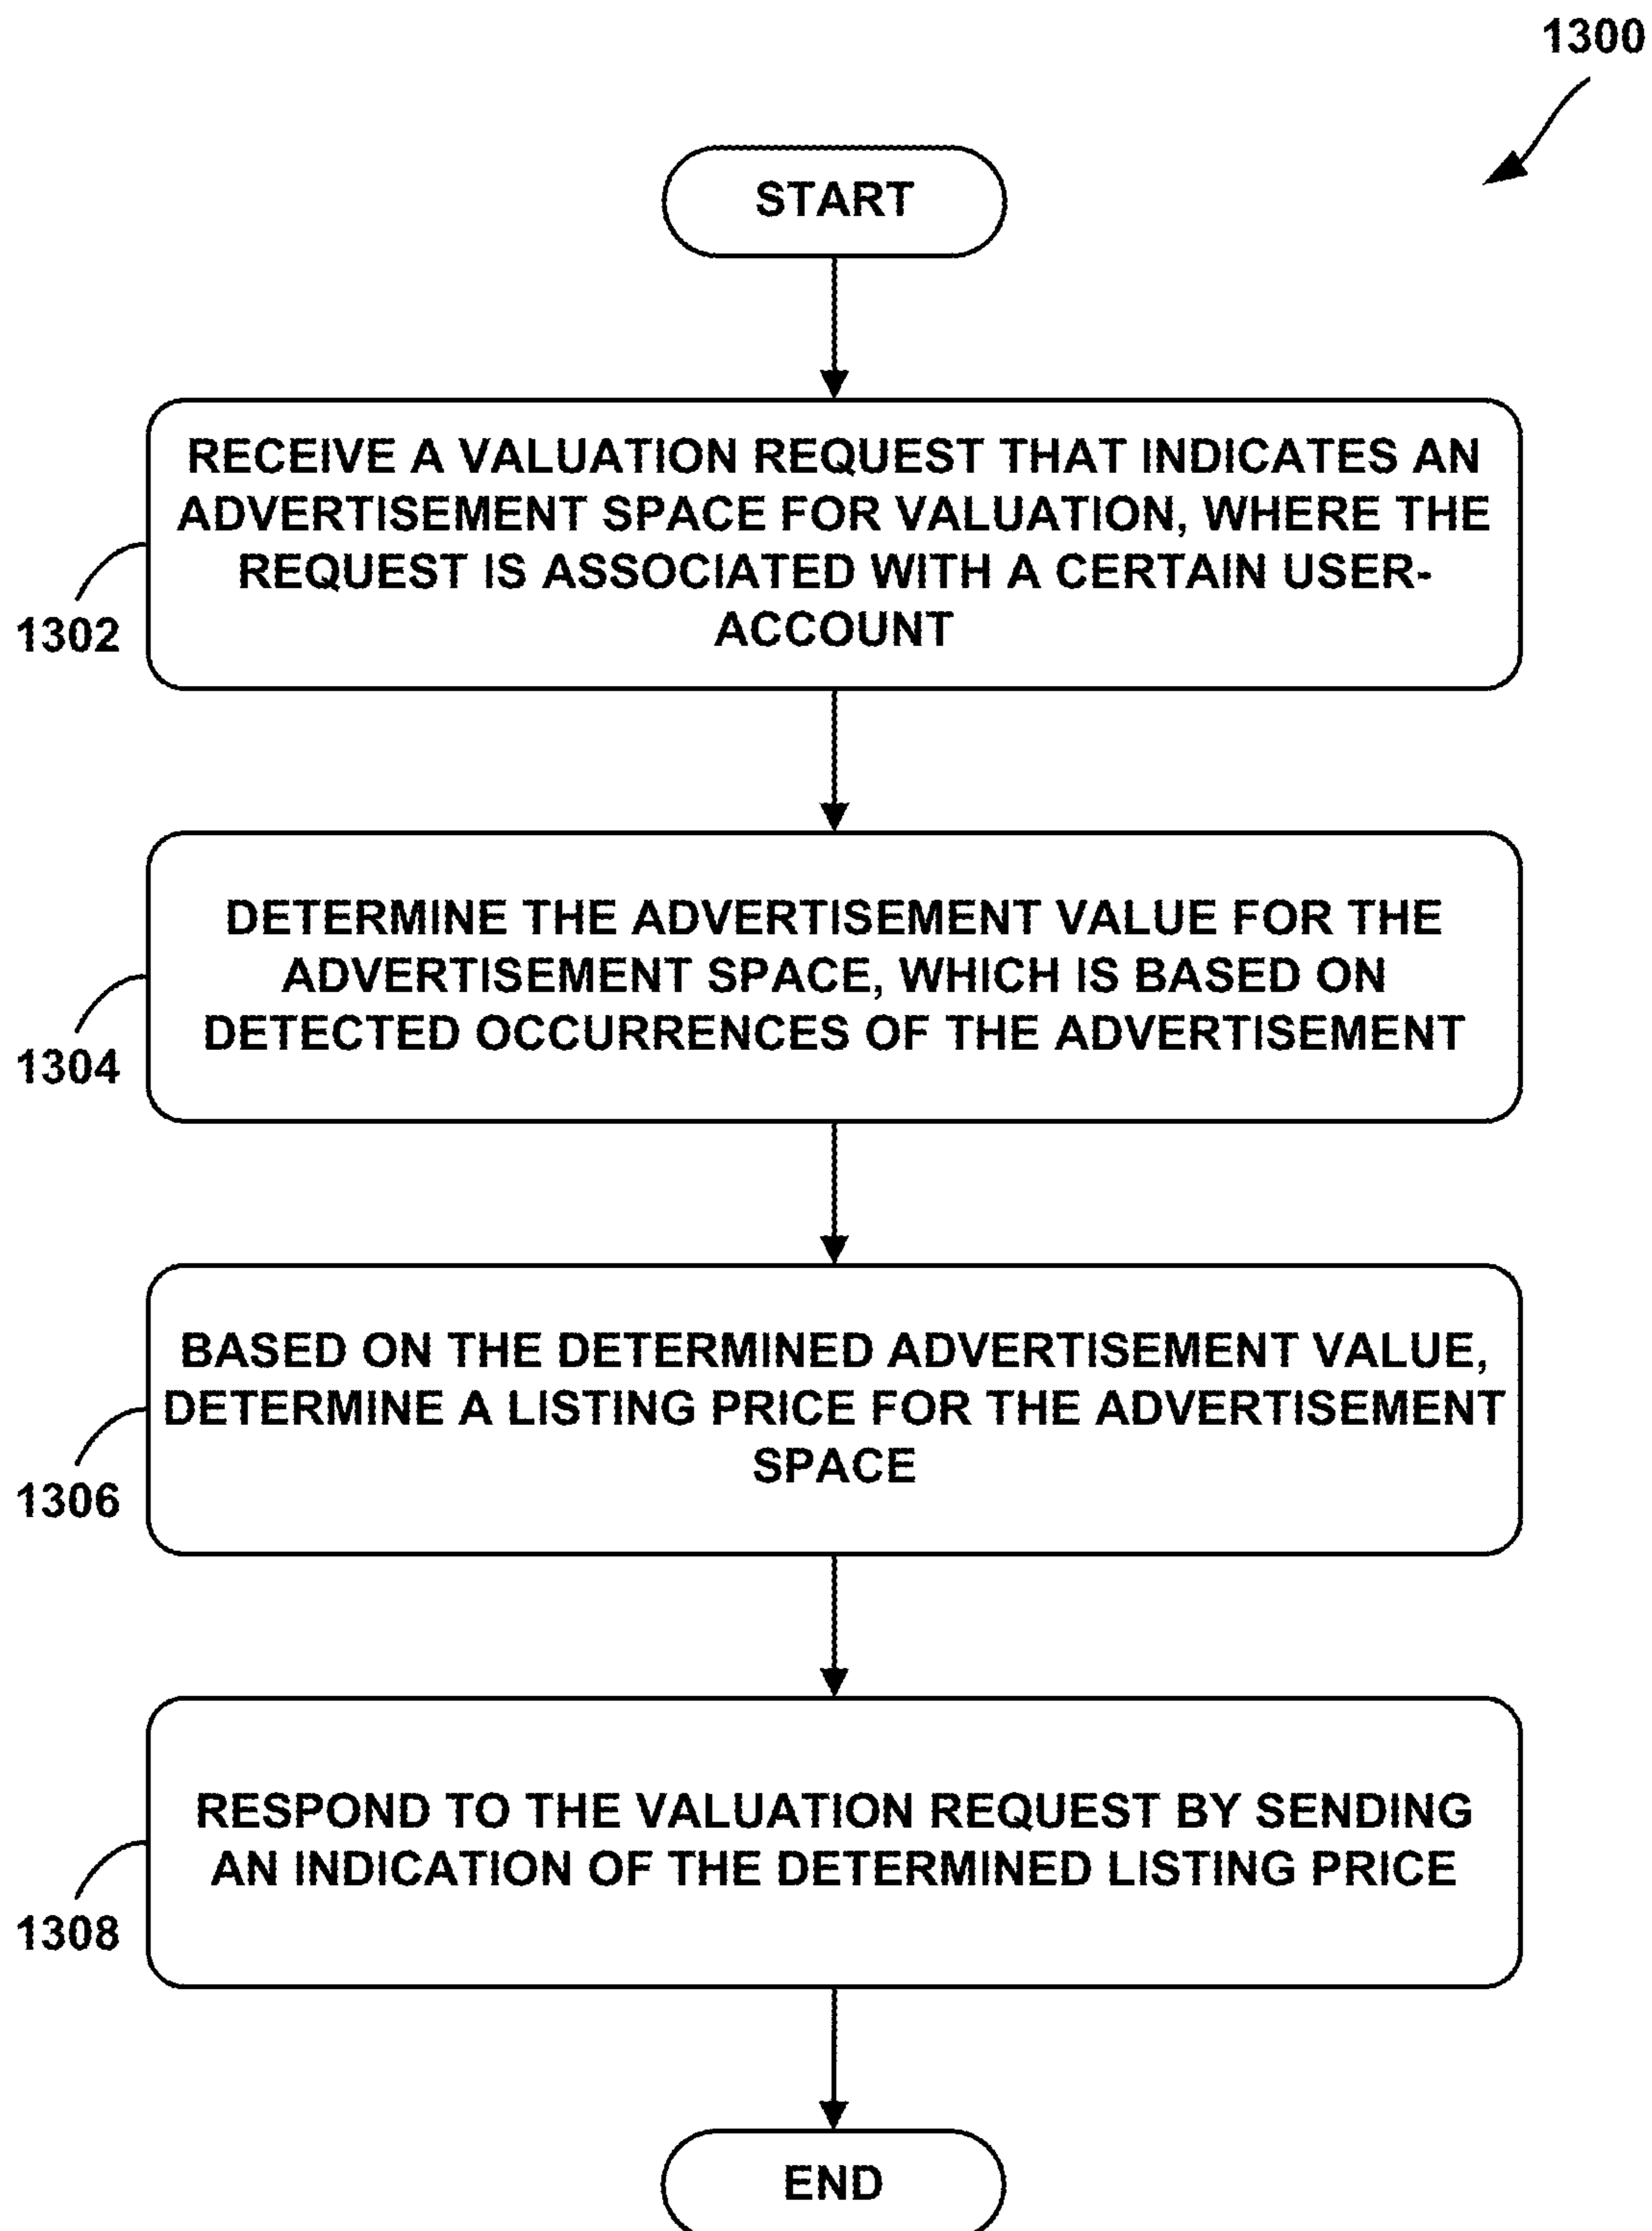 1300
START
RECEIVE A VALUATION REQUEST THAT INDICATES AN
ADVERTISEMENT SPACE FOR VALUATION, WHERE THE
REQUEST IS ASSOCIATED WITH A CERTAIN USER-
ACCOUNT
1302
DETERMINE THE ADVERTISEMENT VALUE FOR THE
ADVERTISEMENT SPACE, WHICH IS BASED ON
DETECTED OCCURRENCES OF THE ADVERTISEMENT
1304
BASED ON THE DETERMINED ADVERTISEMENT VALUE,
DETERMINE A LISTING PRICE FOR THE ADVERTISEMENT
SPACE
1306
RESPOND TO THE VALUATION REQUEST BY SENDING
AN INDICATION OF THE DETERMINED LISTING PRICE
1308
END